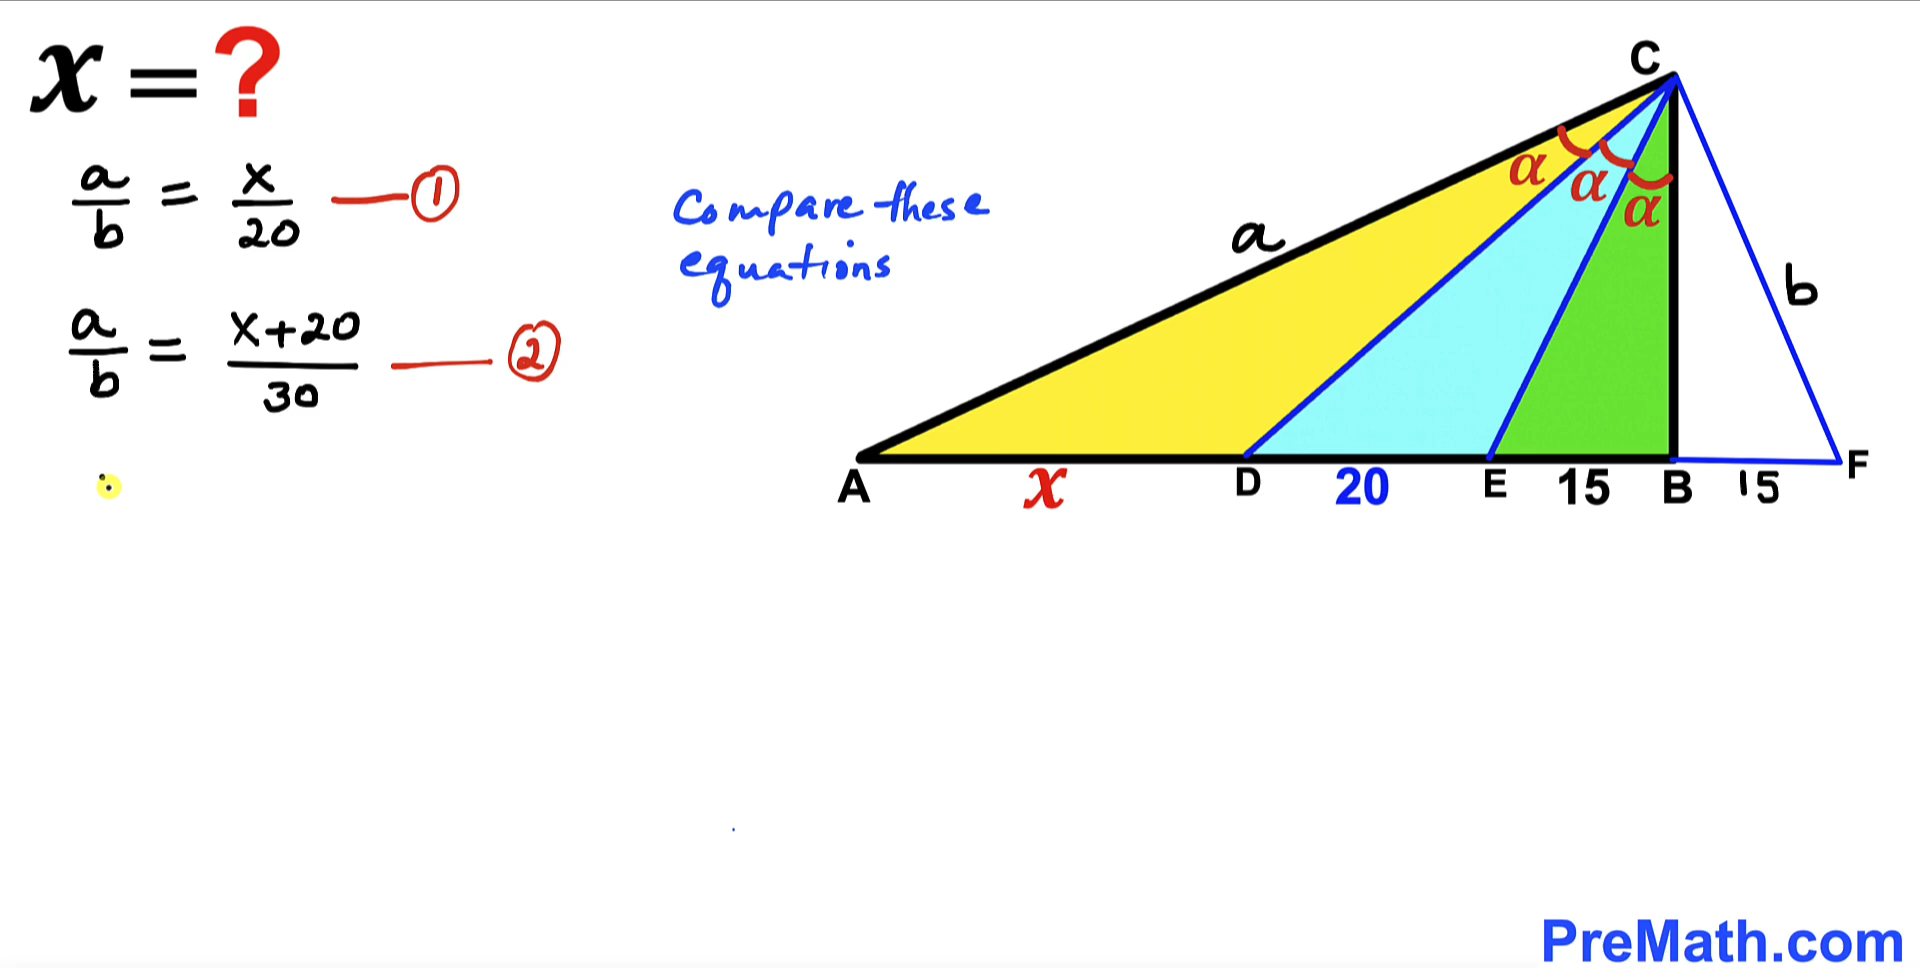 x = ?
a/b = x/20 — ①
a/b = x+20/30 — ②
Compare these
equations
C
α
α
α
a
b
A
x
D
20
E
15
B
15
F
PreMath.com